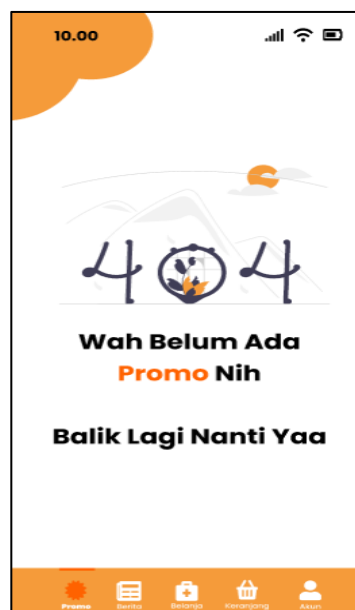 10.00
404
Wah Belum Ada
Promo Nih
Balik Lagi Nanti Yaa
Promo Berita Belanja Keranjang Akun